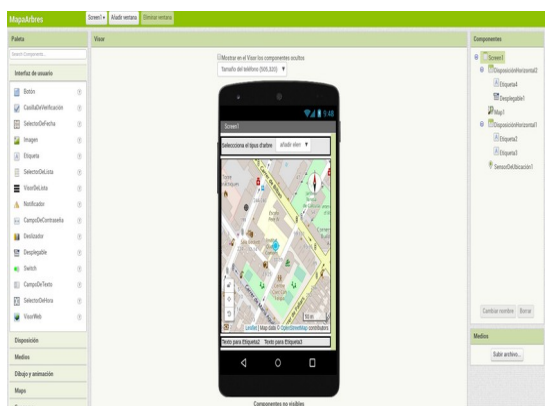 MapaArbres
Screen1
Añadir ventana
Eliminar ventana
Paleta
Visor
Componentes
Search Components...
Interfaz de usuario
Botón
CasillaDeVerificación
SelectorDeFecha
Imagen
Etiqueta
SelectorDeLista
VisorDeLista
Notificador
CampoDeContraseña
Deslizador
Desplegable
Switch
CampoDeTexto
SelectorDeHora
VisorWeb
Disposición
Medios
Dibujo y animación
Maps
Mostrar en el Visor los componentes ocultos
Tamaño del teléfono (505,320)
9:48
Screen1
Selecciona el tipus d'arbre
añadir elem
50 m
Leaflet | Map data © OpenStreetMap contributors
Texto para Etiqueta2 Texto para Etiqueta3
Componentes no visibles
Screen1
DisposiciónHorizontal2
Etiqueta4
Desplegable1
Map1
DisposiciónHorizontal1
Etiqueta2
Etiqueta3
SensorDeUbicación1
Cambiar nombre
Borrar
Medios
Subir archivo...